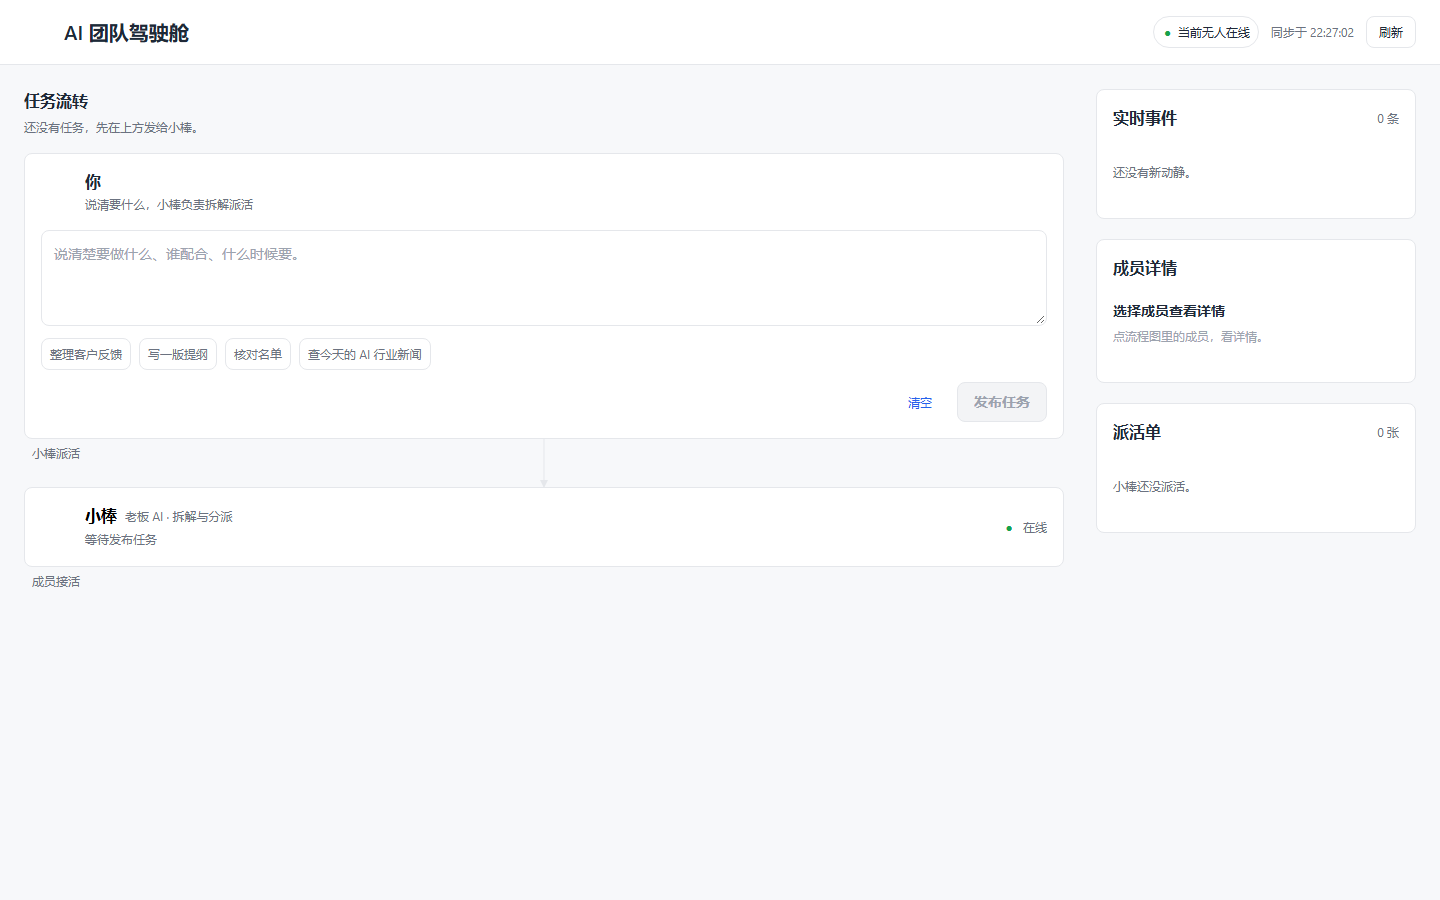 AI 团队驾驶舱
当前无人在线
同步于 22:27:02
刷新
任务流转
还没有任务，先在上方发给小棒。
你
说清要什么，小棒负责拆解派活
说清楚要做什么、谁配合、什么时候要。
整理客户反馈
写一版提纲
核对名单
查今天的 AI 行业新闻
清空
发布任务
小棒派活
小棒 老板 AI · 拆解与分派
等待发布任务
在线
成员接活
实时事件
0 条
还没有新动静。
成员详情
选择成员查看详情
点流程图里的成员，看详情。
派活单
0 张
小棒还没派活。